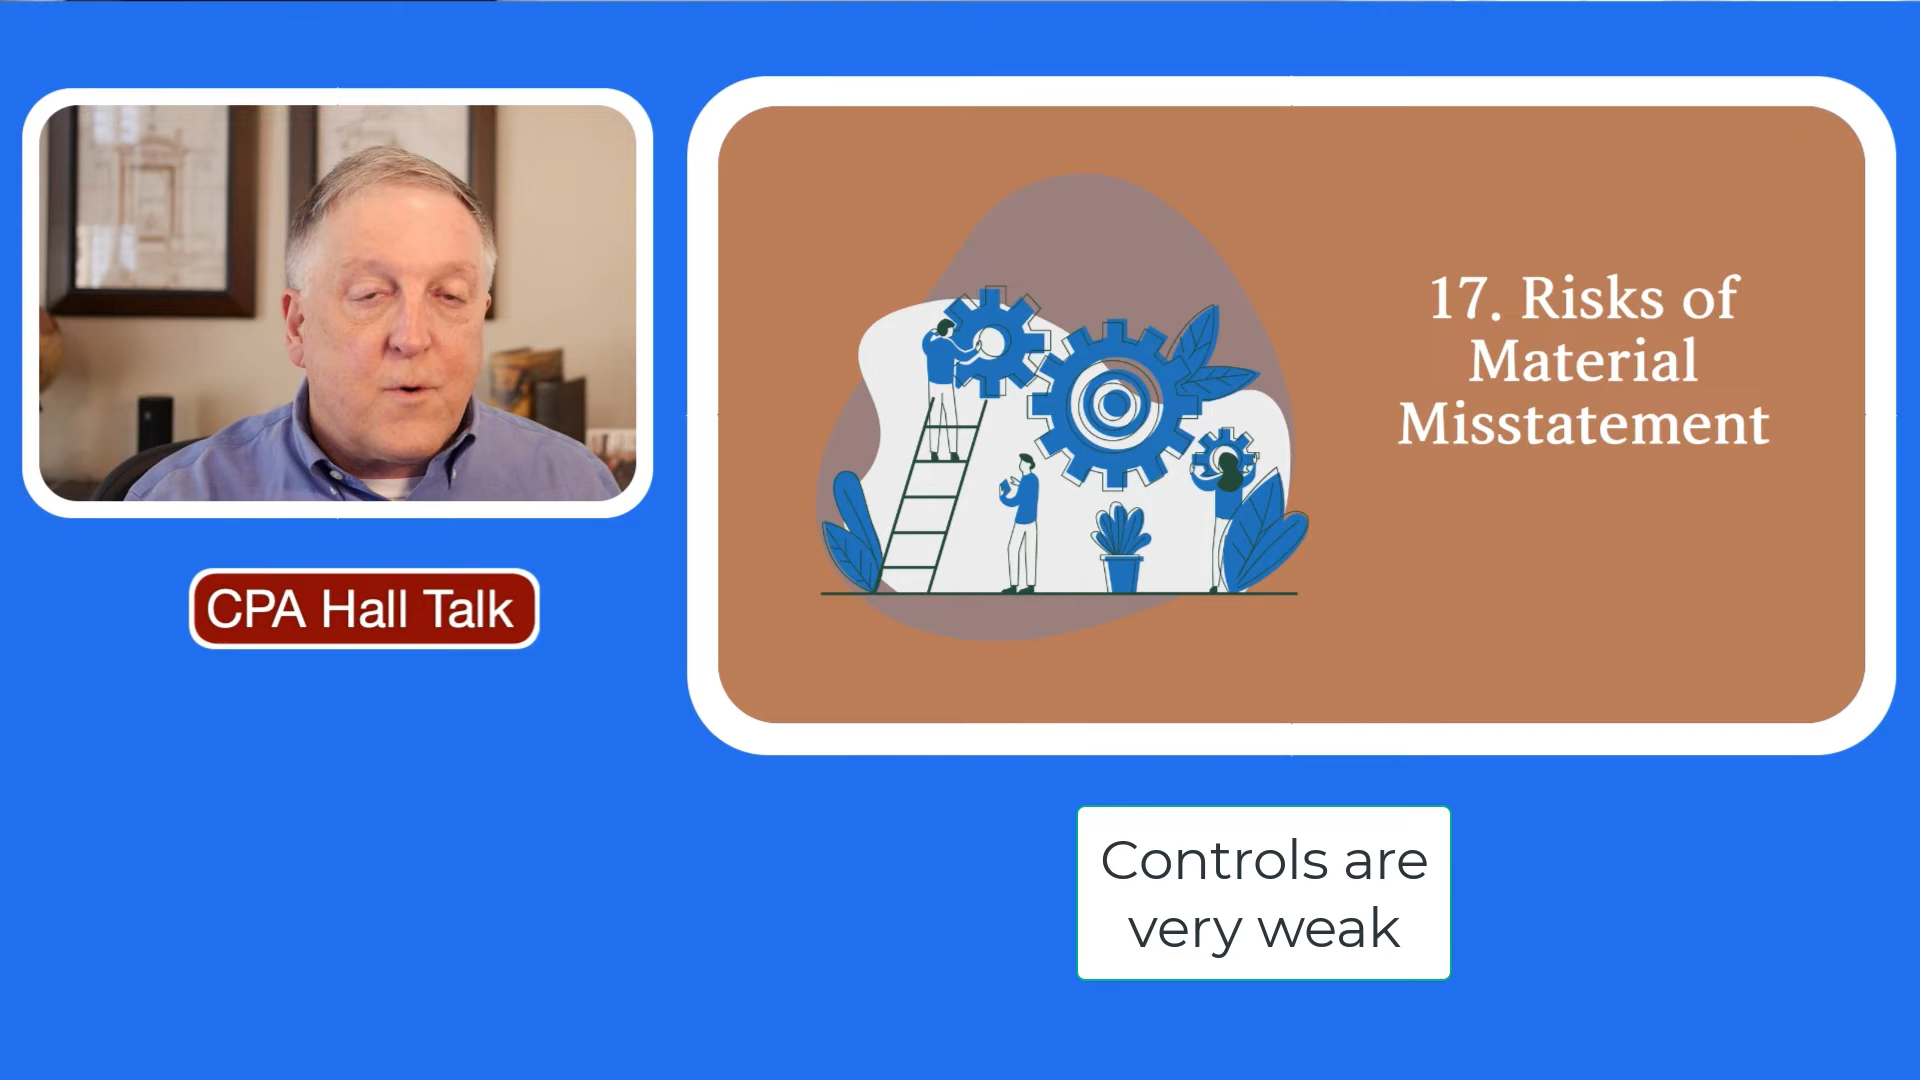 CPA Hall Talk
17. Risks of
Material
Misstatement
Controls are
very weak